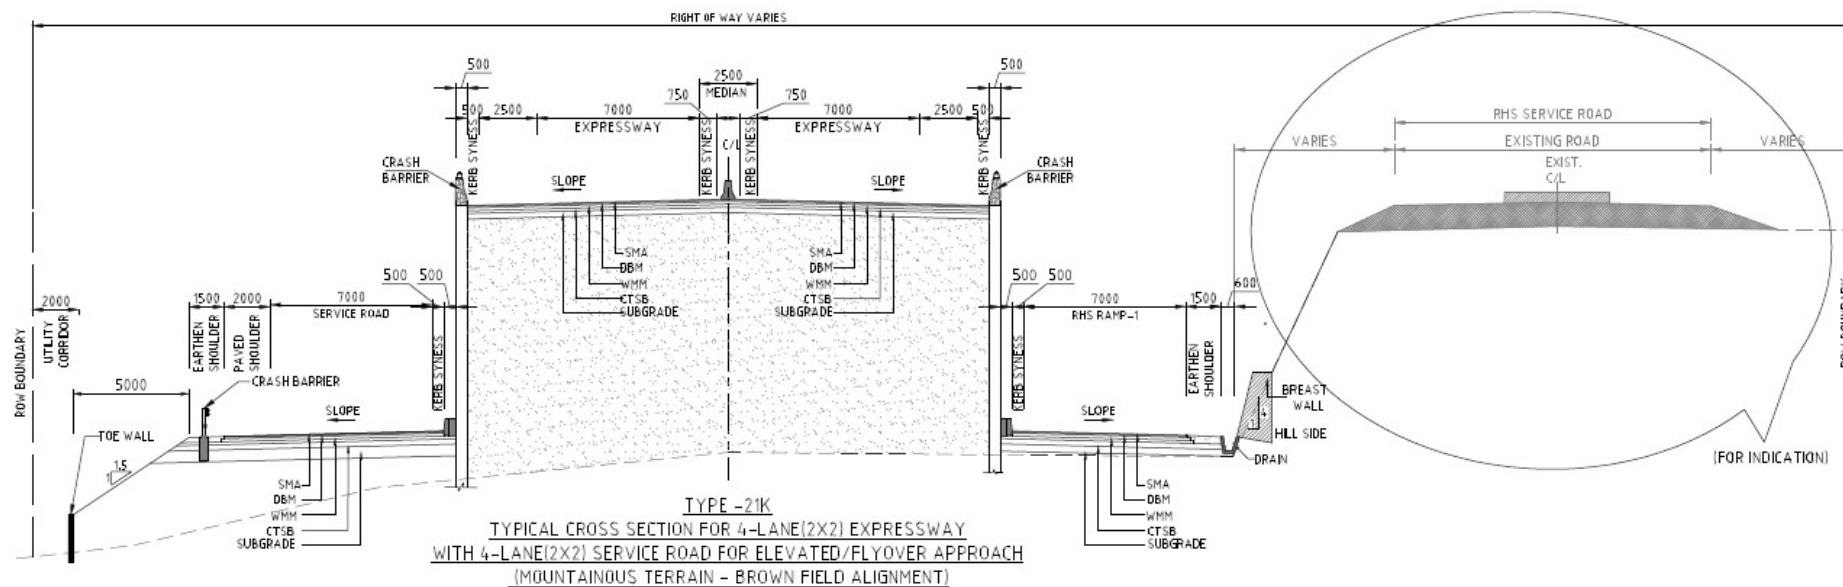 RIGHT OF WAY VARIES
500
2500
MEDIAN
500
750
750
500
2500
7000
7000
2500
500
EXPRESSWAY
EXPRESSWAY
KERB SYNESS
KERB SYNESS
C/L
KERB SYNESS
KERB SYNESS
CRASH
BARRIER
SLOPE
SLOPE
CRASH
BARRIER
RHS SERVICE ROAD
VARIES
EXISTING ROAD
VARIES
EXIST.
C/L
SMA
DBM
WMM
CTSB
SUBGRADE
SMA
DBM
WMM
CTSB
SUBGRADE
500
500
2000
1500
2000
7000
SERVICE ROAD
500
500
7000
RHS RAMP-1
1500
600
ROW BOUNDARY
UTILITY
CORRIDOR
EARTHEN
SHOULDER
PAVED
SHOULDER
KERB SYNESS
KERB SYNESS
EARTHEN
SHOULDER
5000
CRASH BARRIER
SLOPE
SLOPE
BREAST
WALL
4
1
HILL SIDE
DRAIN
TOE WALL
1.5
1
(FOR INDICATION)
SMA
DBM
WMM
CTSB
SUBGRADE
SMA
DBM
WMM
CTSB
SUBGRADE
TYPE -21K
TYPICAL CROSS SECTION FOR 4-LANE(2X2) EXPRESSWAY
WITH 4-LANE(2X2) SERVICE ROAD FOR ELEVATED/FLYOVER APPROACH
(MOUNTAINOUS TERRAIN - BROWN FIELD ALIGNMENT)